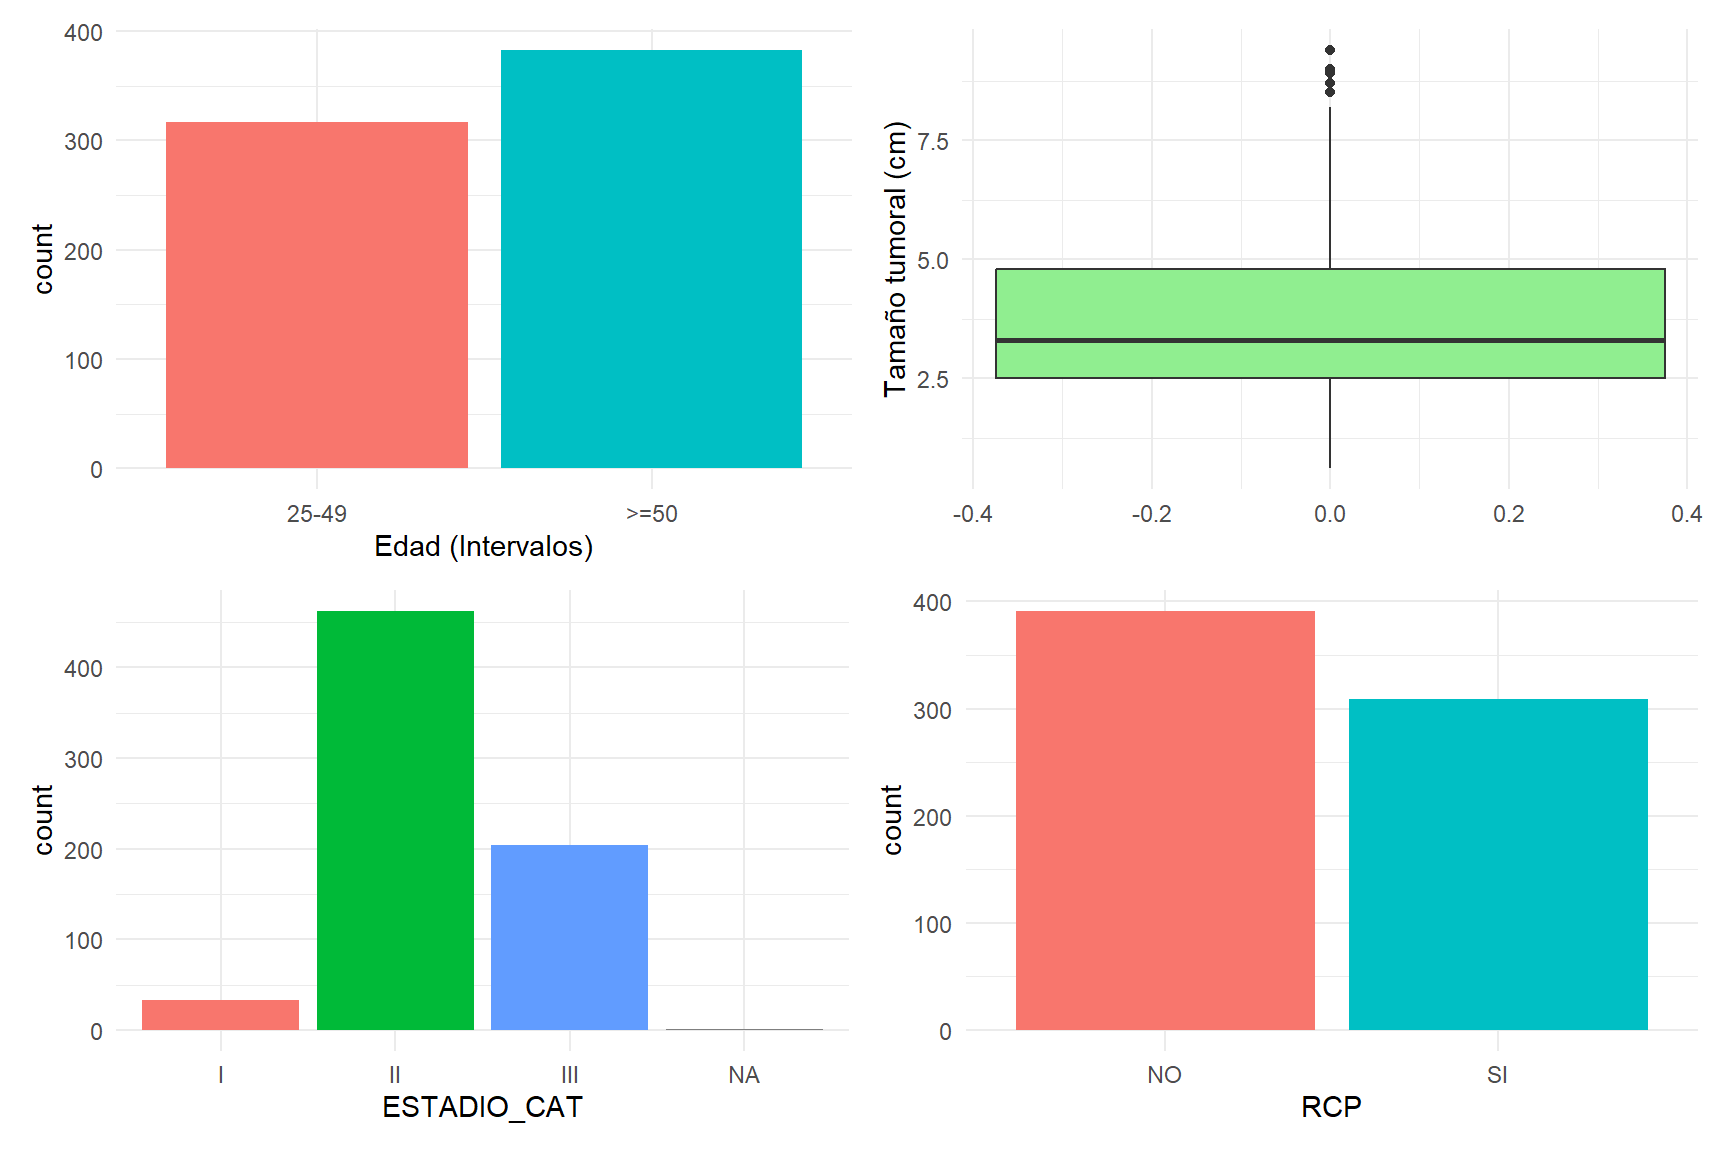 count
400
300
200
100
0
25-49 >=50
Edad (Intervalos)
Tamaño tumoral (cm)
7.5
5.0
2.5
-0.4 -0.2 0.0 0.2 0.4
count
400
300
200
100
0
I II III NA
ESTADIO_CAT
count
400
300
200
100
0
NO SI
RCP